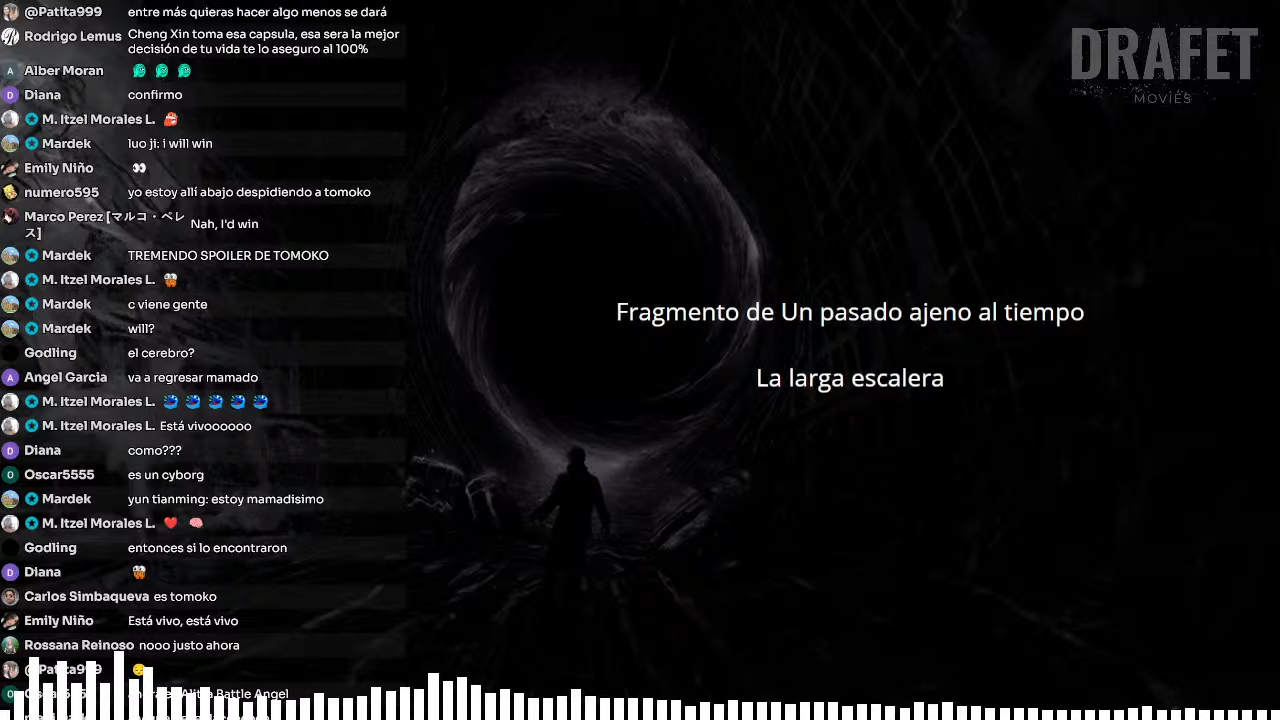 @Patita999 entre más quieras hacer algo menos se dará
Rodrigo Lemus Cheng Xin toma esa capsula, esa sera la mejor
decisión de tu vida te lo aseguro al 100%
A Alber Moran
D Diana confirmo
M. Itzel Morales L.
Mardek luo ji: i will win
Emily Niño 👀
numero595 yo estoy allí abajo despidiendo a tomoko
Marco Perez [マルコ・ペレ
ス] Nah, I'd win
Mardek TREMENDO SPOILER DE TOMOKO
M. Itzel Morales L.
Mardek c viene gente
Mardek will?
Godling el cerebro?
A Angel Garcia va a regresar mamado
M. Itzel Morales L.
M. Itzel Morales L. Está vivoooooo
D Diana como???
O Oscar5555 es un cyborg
Mardek yun tianming: estoy mamadisimo
M. Itzel Morales L. ❤️ 🧠
Godling entonces si lo encontraron
D Diana
Carlos Simbaqueva es tomoko
Emily Niño Está vivo, está vivo
Rossana Reinoso nooo justo ahora
@Patita999 😔
Battle Angel
DRAFET
MOVIES
Fragmento de Un pasado ajeno al tiempo
La larga escalera